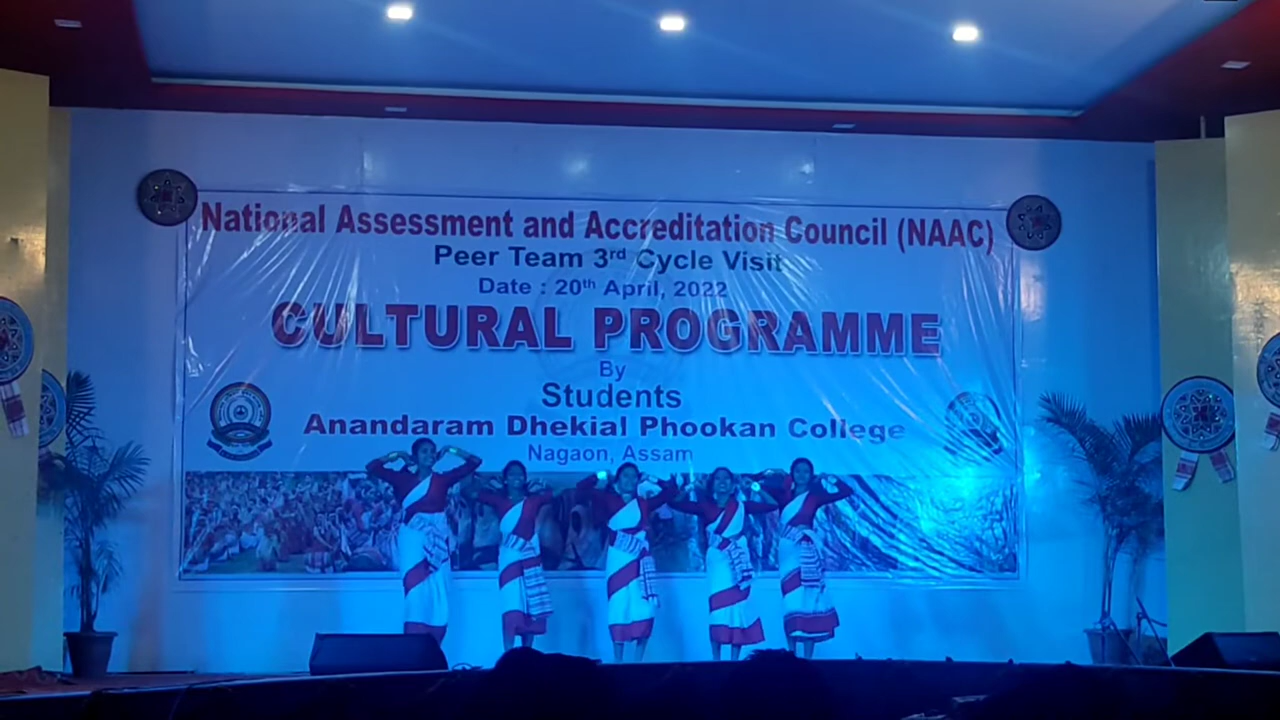 National Assessment and Accreditation Council (NAAC)
Peer Team 3rd Cycle Visit
Date : 20th April, 2022
CULTURAL PROGRAMME
By
Students
Anandaram Dhekial Phookan College
Nagaon, Assam